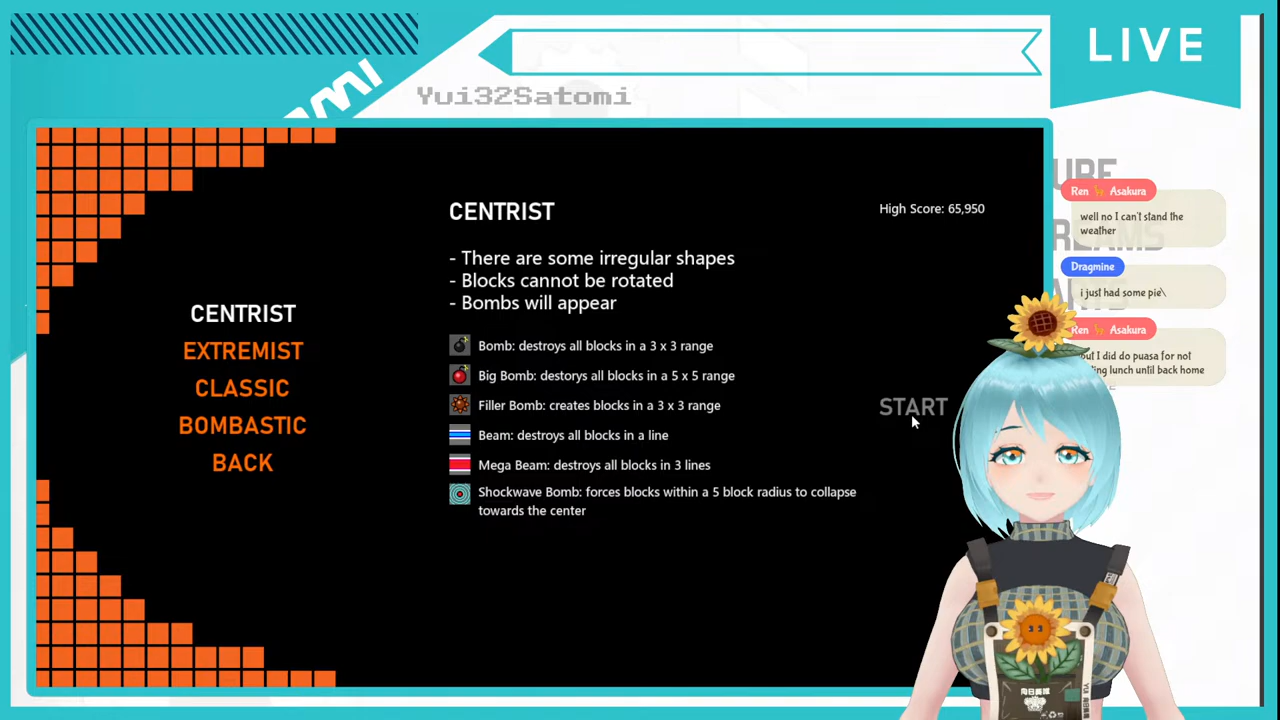 LIVE
Yui32Satomi
CENTRIST
High Score: 65,950
- There are some irregular shapes
- Blocks cannot be rotated
- Bombs will appear
CENTRIST
EXTREMIST
CLASSIC
BOMBASTIC
BACK
Bomb: destroys all blocks in a 3 x 3 range
Big Bomb: destorys all blocks in a 5 x 5 range
Filler Bomb: creates blocks in a 3 x 3 range
Beam: destroys all blocks in a line
Mega Beam: destroys all blocks in 3 lines
Shockwave Bomb: forces blocks within a 5 block radius to collapse
towards the center
START
Ren Asakura
well no I can't stand the
weather
Dragmine
i just had some pie\
Ren Asakura
but I did do puasa for not
lunch until back home